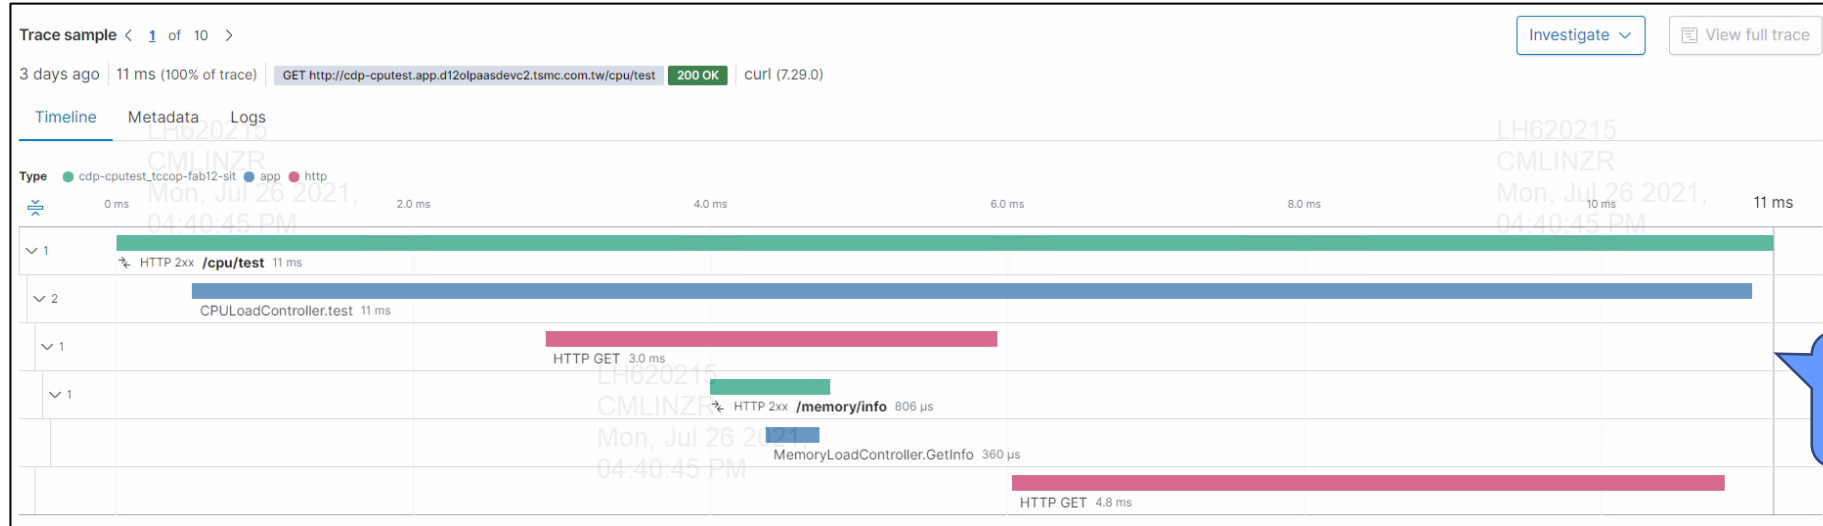 Trace sample < 1 of 10 >
Investigate
View full trace
3 days ago 11 ms (100% of trace) GET http://cdp-cputest.app.d12olpaasdevc2.tsmc.com.tw/cpu/test 200 OK curl (7.29.0)
Timeline Metadata Logs
LH620215
CMLINZR
Mon, Jul 26 2021,
04:40:45 PM
LH620215
CMLINZR
Mon, Jul 26 2021,
04:40:45 PM
Type cdp-cputest_tccop-fab12-sit app http
0 ms 2.0 ms 4.0 ms 6.0 ms 8.0 ms 10 ms 11 ms
1
HTTP 2xx /cpu/test 11 ms
2
CPULoadController.test 11 ms
1
HTTP GET 3.0 ms
1
HTTP 2xx /memory/info 806 µs
MemoryLoadController.GetInfo 360 µs
LH620215
CMLINZR
Mon, Jul 26 2021,
04:40:45 PM
HTTP GET 4.8 ms